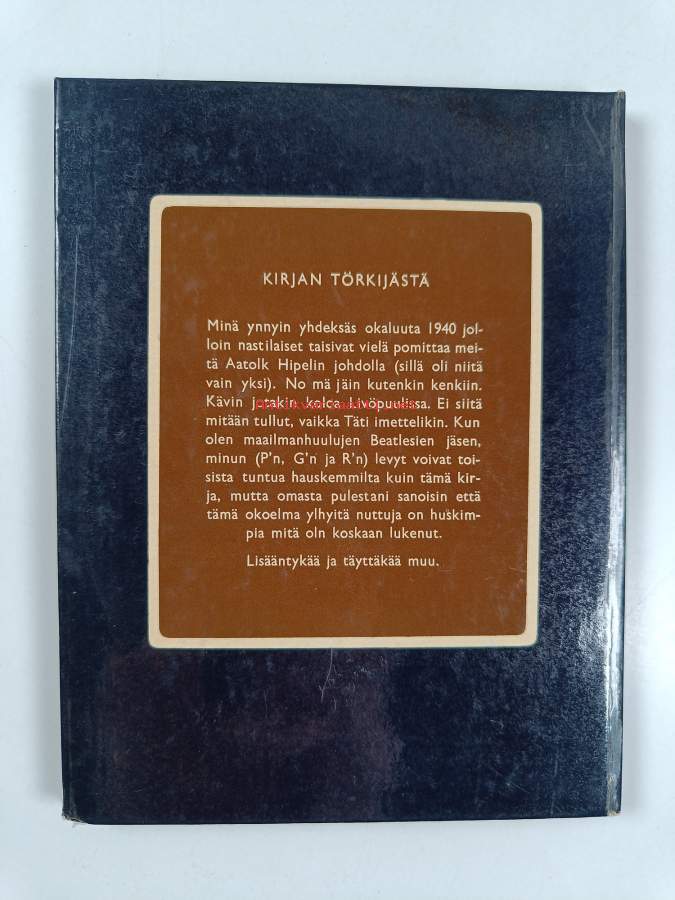 KIRJAN TÖRKIJÄSTÄ
Minä ynnyin yhdeksäs okaluuta 1940 jol-
loin nastilaiset taisivat vielä pomittaa mei-
tä Aatolk Hipelin johdolla (sillä oli niitä
vain yksi). No mä jäin kutenkin kenkiin.
Kävin jotakin kolca Livöpuulissa. Ei siitä
mitään tullut, vaikka Täti imettelikin. Kun
olen maailmanhuulujen Beatlesien jäsen,
minun (P'n, G'n ja R'n) levyt voivat toi-
sista tuntua hauskemmilta kuin tämä kir-
ja, mutta omasta pulestani sanoisin että
tämä okoelma ylhyitä nuttuja on huskim-
pia mitä oln koskaan lukenut.
Lisääntykää ja täyttäkää muu.